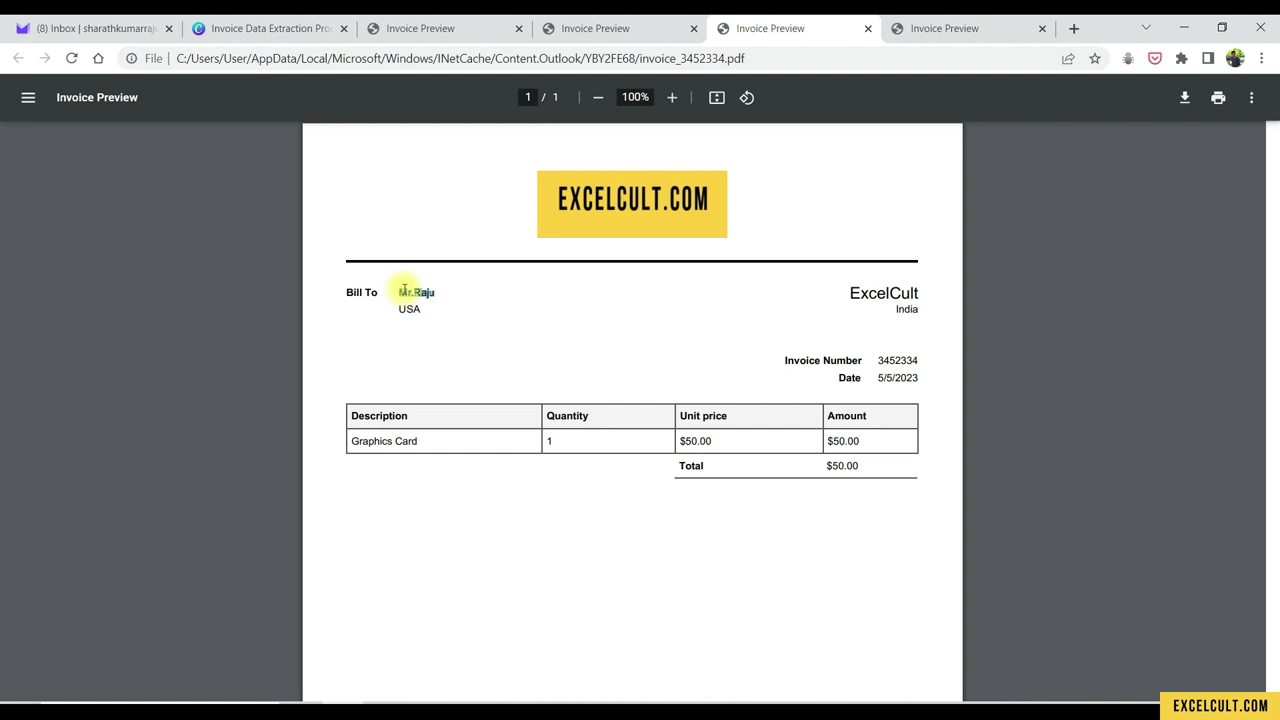 (8) Inbox | sharathkumarraju
Invoice Data Extraction Pro
Invoice Preview
Invoice Preview
Invoice Preview
Invoice Preview
File
C:/Users/User/AppData/Local/Microsoft/Windows/INetCache/Content.Outlook/YBY2FE68/invoice_3452334.pdf
Invoice Preview
1 / 1
100%
EXCELCULT.COM
Bill To Mr.Raju ExcelCult
USA India
Invoice Number 3452334
Date 5/5/2023
Description Quantity Unit price Amount
Graphics Card 1 $50.00 $50.00
Total $50.00
EXCELCULT.COM